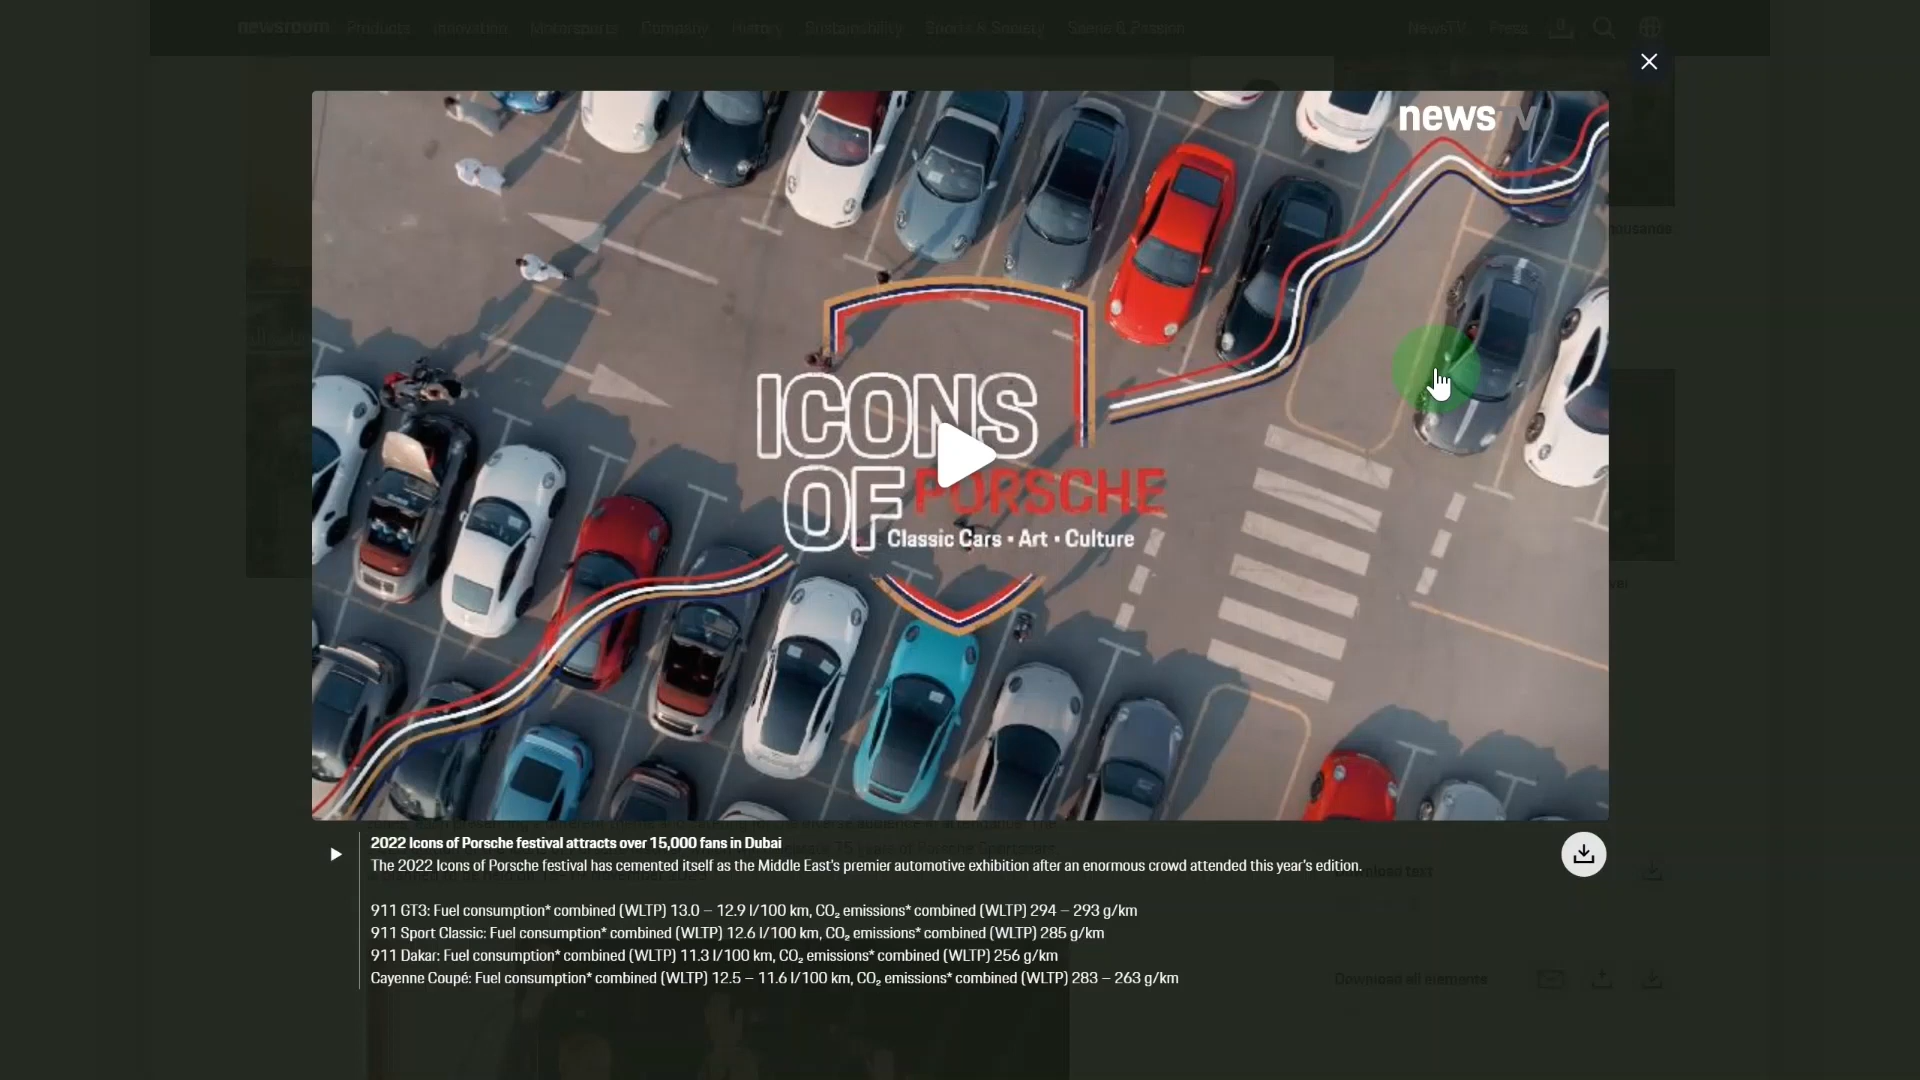 newsroom Products Innovation Motorsports Company History Sustainability Sports & Society Scene & Passion NewsTV Press
newsTV
housands
ICONS
OF PORSCHE
Classic Cars • Art • Culture
2022 Icons of Porsche festival attracts over 15,000 fans in Dubai
The 2022 Icons of Porsche festival has cemented itself as the Middle East's premier automotive exhibition after an enormous crowd attended this year's edition.
Download text
911 GT3: Fuel consumption* combined (WLTP) 13.0 – 12.9 l/100 km, CO₂ emissions* combined (WLTP) 294 – 293 g/km
911 Sport Classic: Fuel consumption* combined (WLTP) 12.6 l/100 km, CO₂ emissions* combined (WLTP) 285 g/km
911 Dakar: Fuel consumption* combined (WLTP) 11.3 l/100 km, CO₂ emissions* combined (WLTP) 256 g/km
Cayenne Coupé: Fuel consumption* combined (WLTP) 12.5 – 11.6 l/100 km, CO₂ emissions* combined (WLTP) 283 – 263 g/km
Download all elements